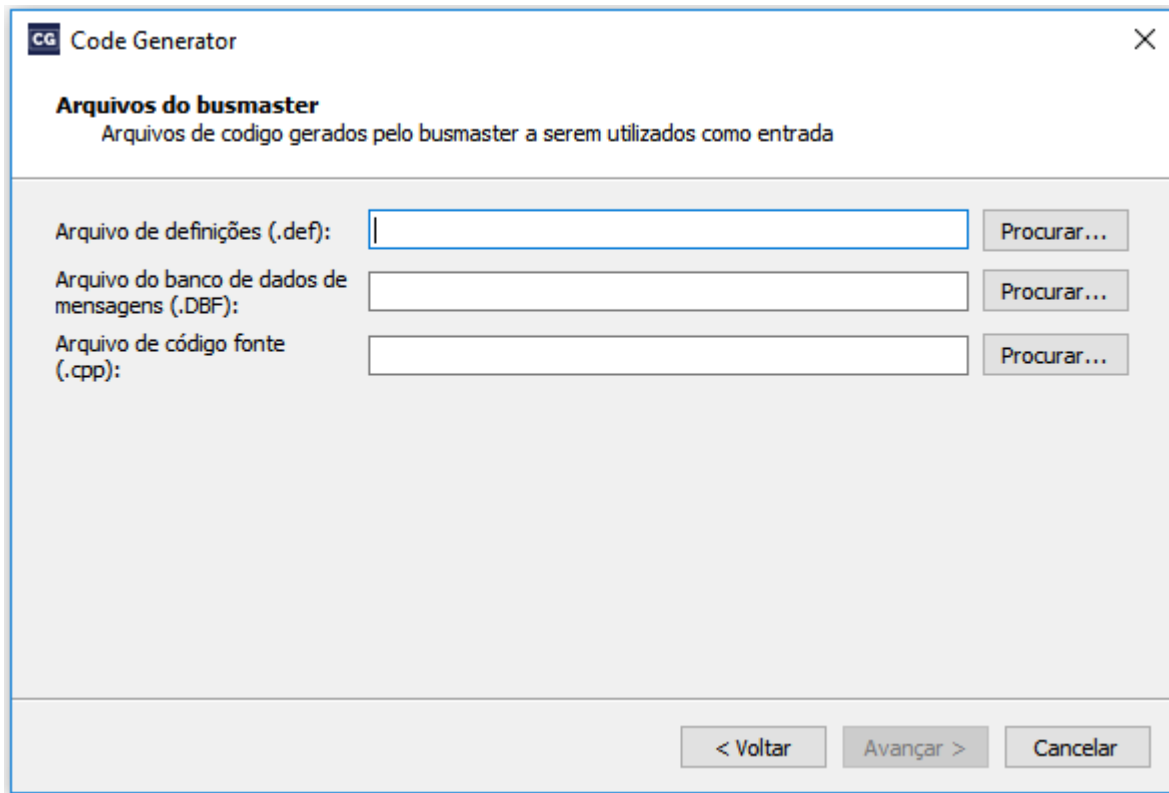 CG Code Generator
Arquivos do busmaster
Arquivos de codigo gerados pelo busmaster a serem utilizados como entrada
Arquivo de definições (.def):
Procurar...
Arquivo do banco de dados de
mensagens (.DBF):
Procurar...
Arquivo de código fonte
(.cpp):
Procurar...
< Voltar
Avançar >
Cancelar